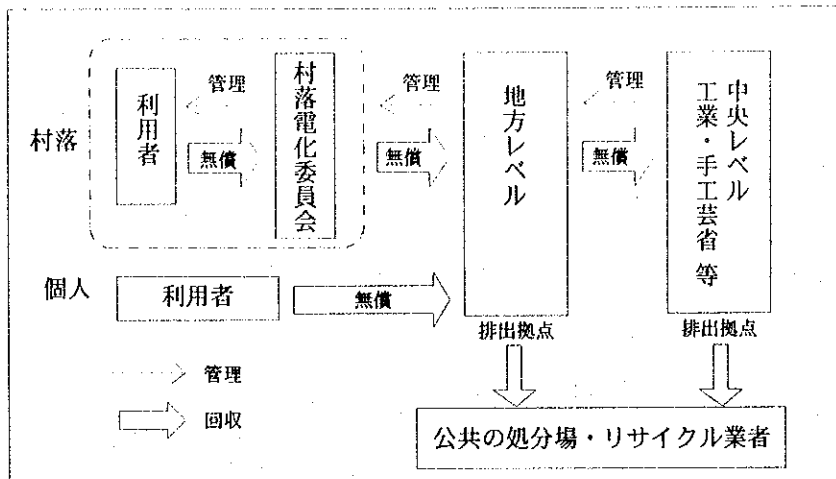 村落
利用者
管理
無償
村落電化委員会
管理
無償
地方レベル
管理
無償
中央レベル
工業・手工芸省 等
個人
利用者
無償
排出拠点
排出拠点
管理
回収
公共の処分場・リサイクル業者